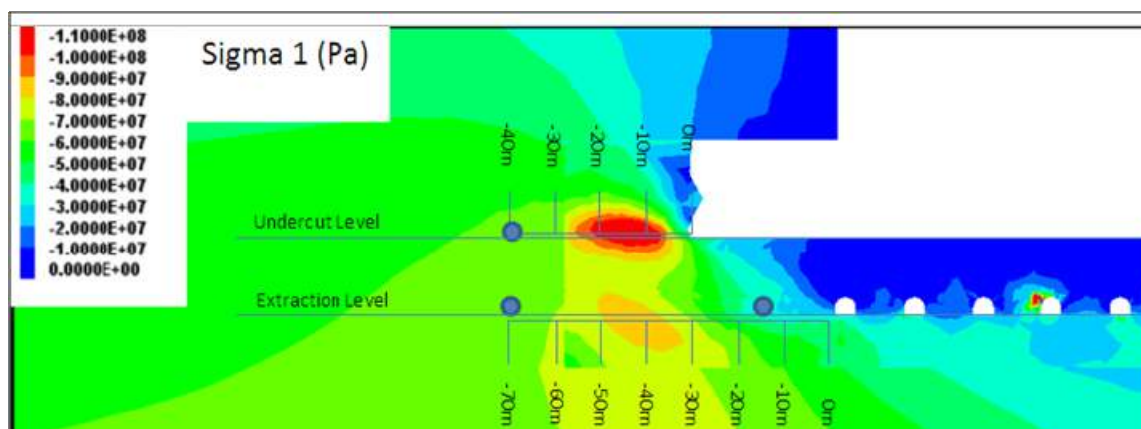 -1.1000E+08
-1.0000E+08
-9.0000E+07
-8.0000E+07
-7.0000E+07
-6.0000E+07
-5.0000E+07
-4.0000E+07
-3.0000E+07
-2.0000E+07
-1.0000E+07
0.0000E+00
Sigma 1 (Pa)
-40m
-30m
-20m
-10m
0m
Undercut Level
Extraction Level
-70m
-60m
-50m
-40m
-30m
-20m
-10m
0m